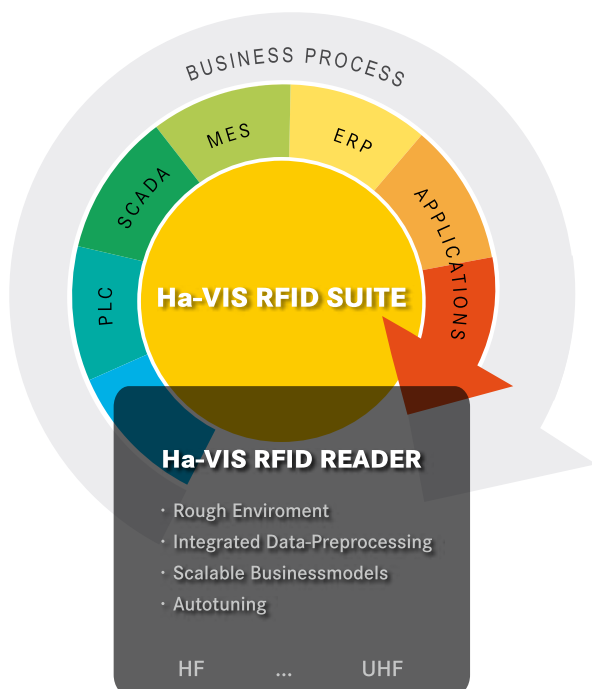 BUSINESS PROCESS
MES
ERP
SCADA
APPLICATIONS
PLC
Ha-VIS RFID SUITE
Ha-VIS RFID READER
· Rough Enviroment
· Integrated Data-Preprocessing
· Scalable Businessmodels
· Autotuning
HF ... UHF